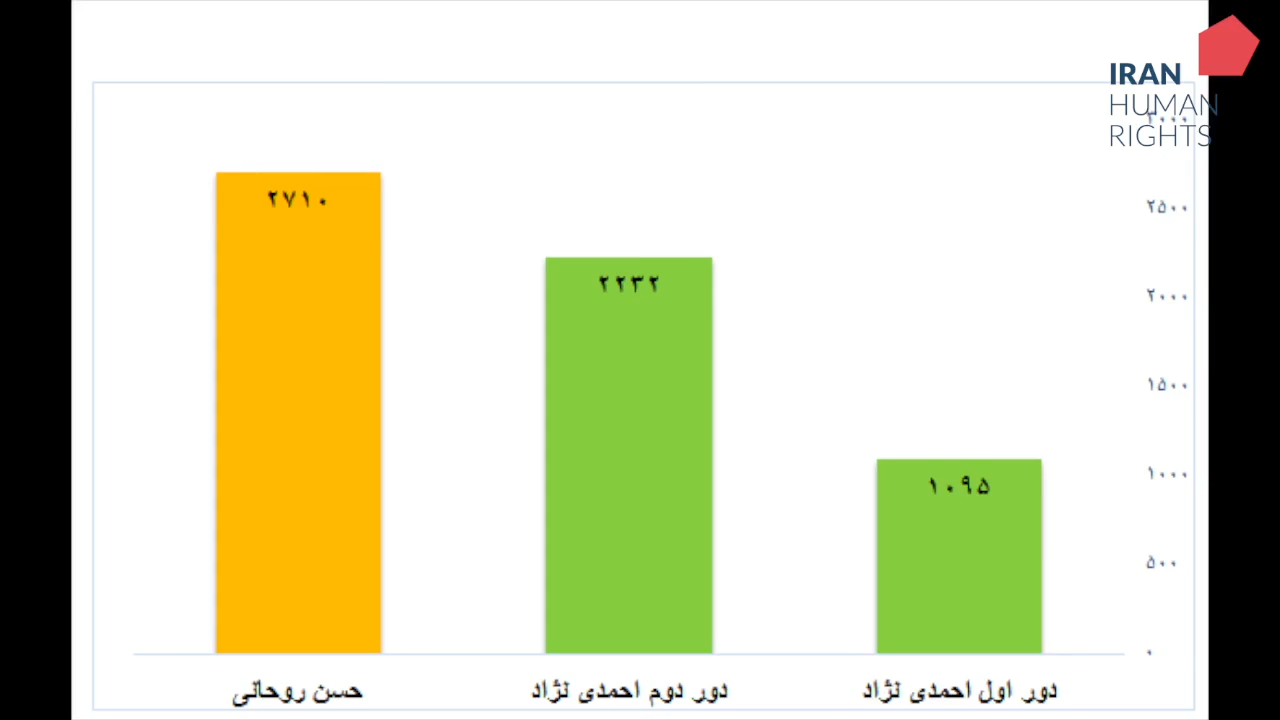 IRAN
HUMAN
RIGHTS
۳۰۰۰
۲۵۰۰
۲۰۰۰
۱۵۰۰
۱۰۰۰
۵۰۰
۰
۱۰۹۵
۲۲۳۲
۲۷۱۰
دور اول احمدی نژاد
دور دوم احمدی نژاد
حسن روحانی